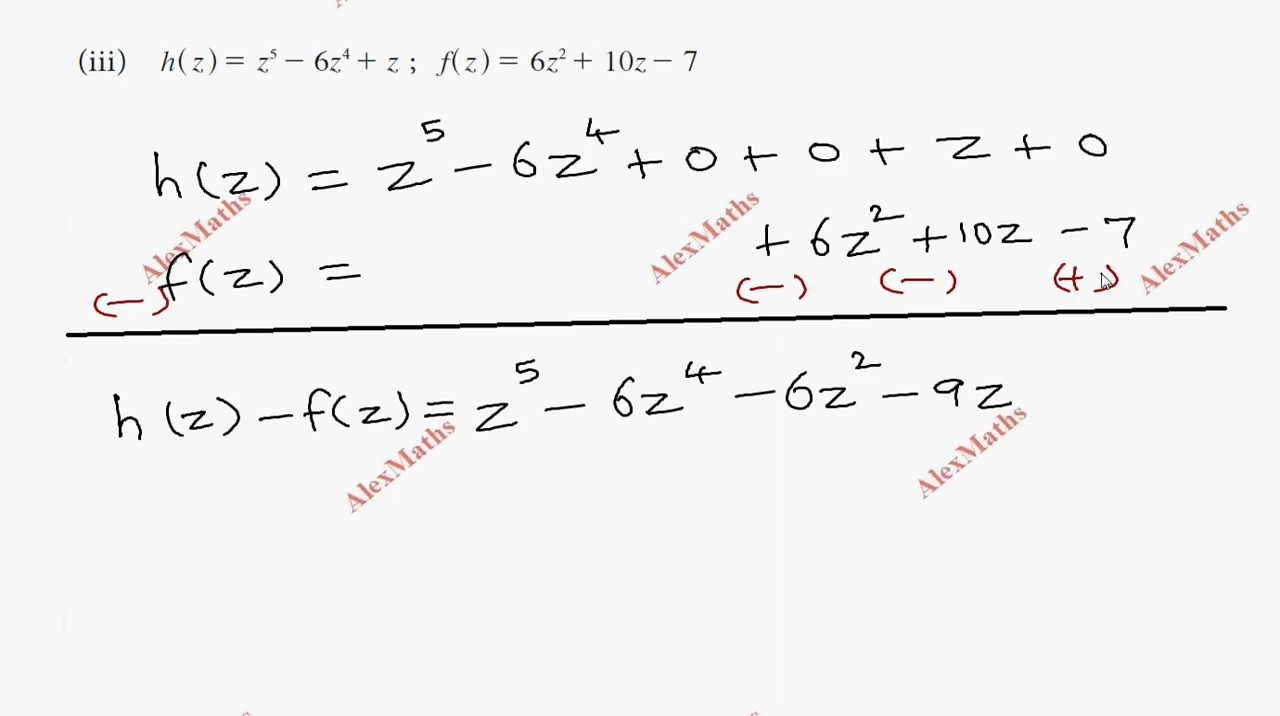 (iii) h(z) = z⁵ − 6z⁴ + z ; f(z) = 6z² + 10z − 7
h(z) = z⁵ − 6z⁴ + 0 + 0 + z + 0
+ 6z² + 10z − 7
f(z) =
(−) (−) (−) (+)
AlexMaths AlexMaths AlexMaths
h(z) − f(z) = z⁵ − 6z⁴ − 6z² − 9z
AlexMaths AlexMaths